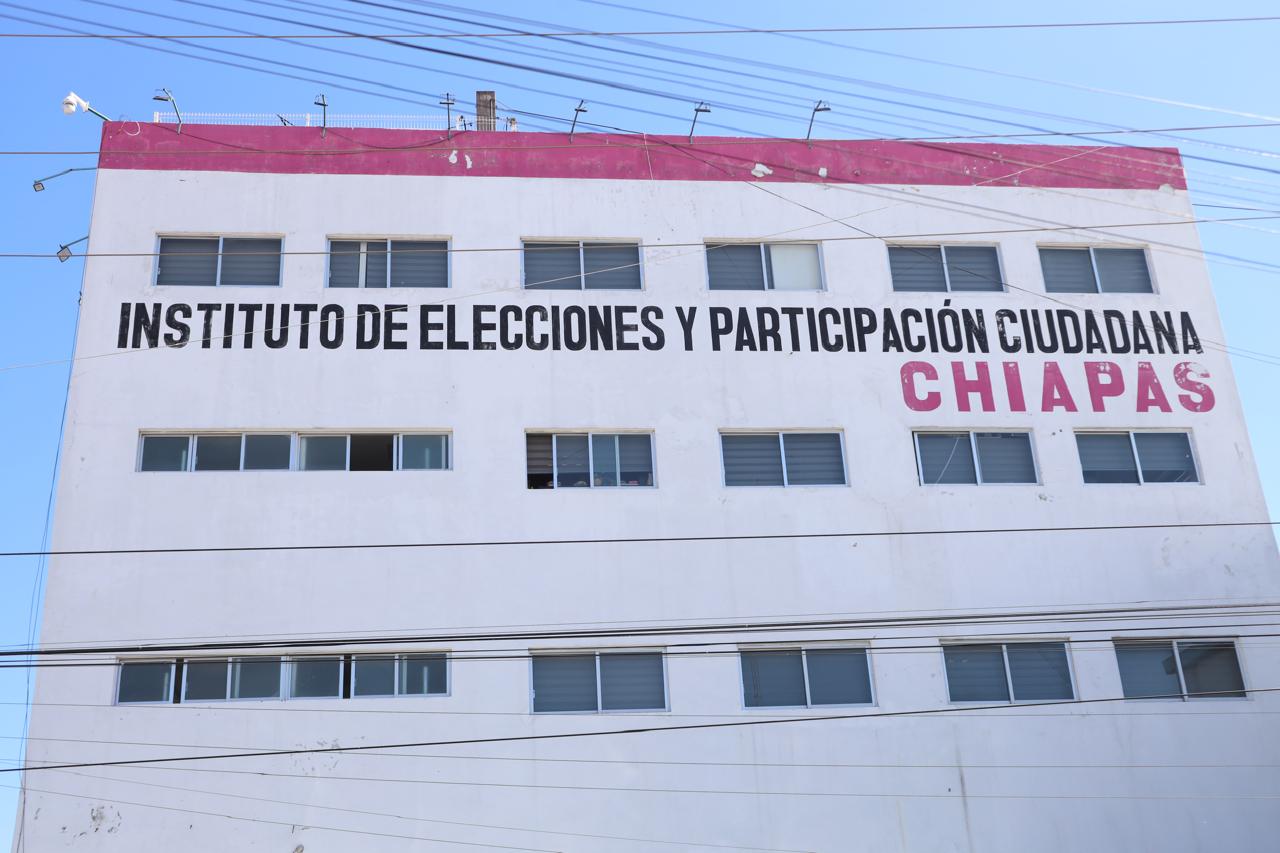 INSTITUTO DE ELECCIONES Y PARTICIPACIÓN CIUDADANA
CHIAPAS